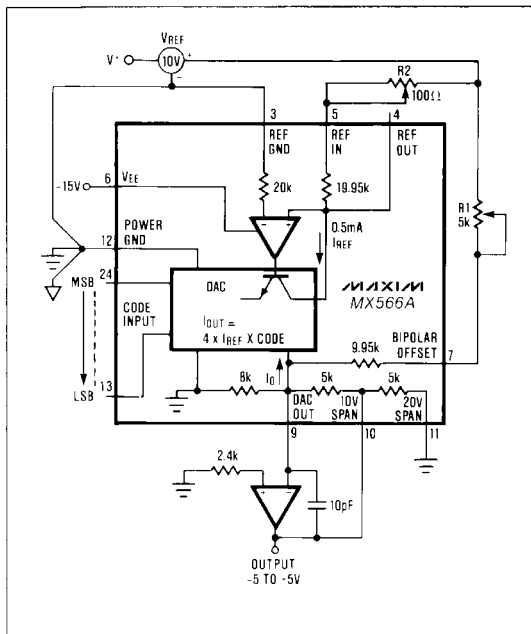 VREF
V+
10V
+
−
R2
100Ω
3
5
4
REF
GND
REF
IN
REF
OUT
6
VEE
-15V
20k
19.95k
R1
5k
0.5mA
IREF
−
+
POWER
GND
12
24
MSB
DAC
MAXIM
MX566A
CODE
INPUT
IOUT =
4 x IREF X CODE
BIPOLAR
OFFSET
7
9.95k
13
LSB
8k
IO
5k
5k
DAC
OUT
10V
SPAN
20V
SPAN
9
10
11
2.4k
+
−
10pF
OUTPUT
-5 TO -5V